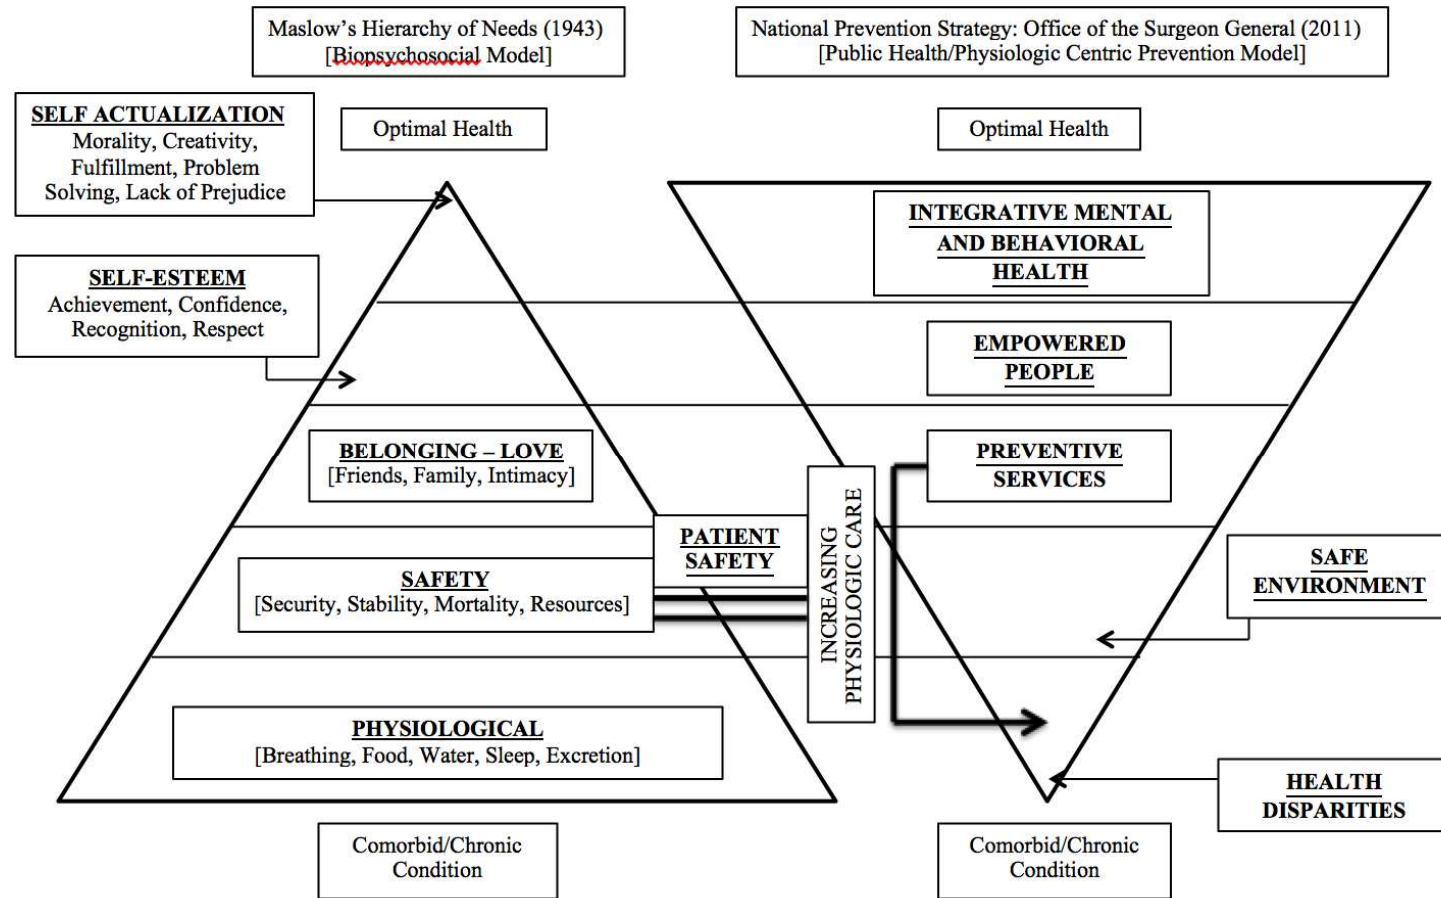 Maslow’s Hierarchy of Needs (1943)
[Biopsychosocial Model]
National Prevention Strategy: Office of the Surgeon General (2011)
[Public Health/Physiologic Centric Prevention Model]
SELF ACTUALIZATION
Morality, Creativity,
Fulfillment, Problem
Solving, Lack of Prejudice
Optimal Health
Optimal Health
INTEGRATIVE MENTAL
AND BEHAVIORAL
HEALTH
SELF-ESTEEM
Achievement, Confidence,
Recognition, Respect
EMPOWERED
PEOPLE
BELONGING – LOVE
[Friends, Family, Intimacy]
PREVENTIVE
SERVICES
PATIENT
SAFETY
INCREASING
PHYSIOLOGIC CARE
SAFE
ENVIRONMENT
SAFETY
[Security, Stability, Mortality, Resources]
PHYSIOLOGICAL
[Breathing, Food, Water, Sleep, Excretion]
HEALTH
DISPARITIES
Comorbid/Chronic
Condition
Comorbid/Chronic
Condition